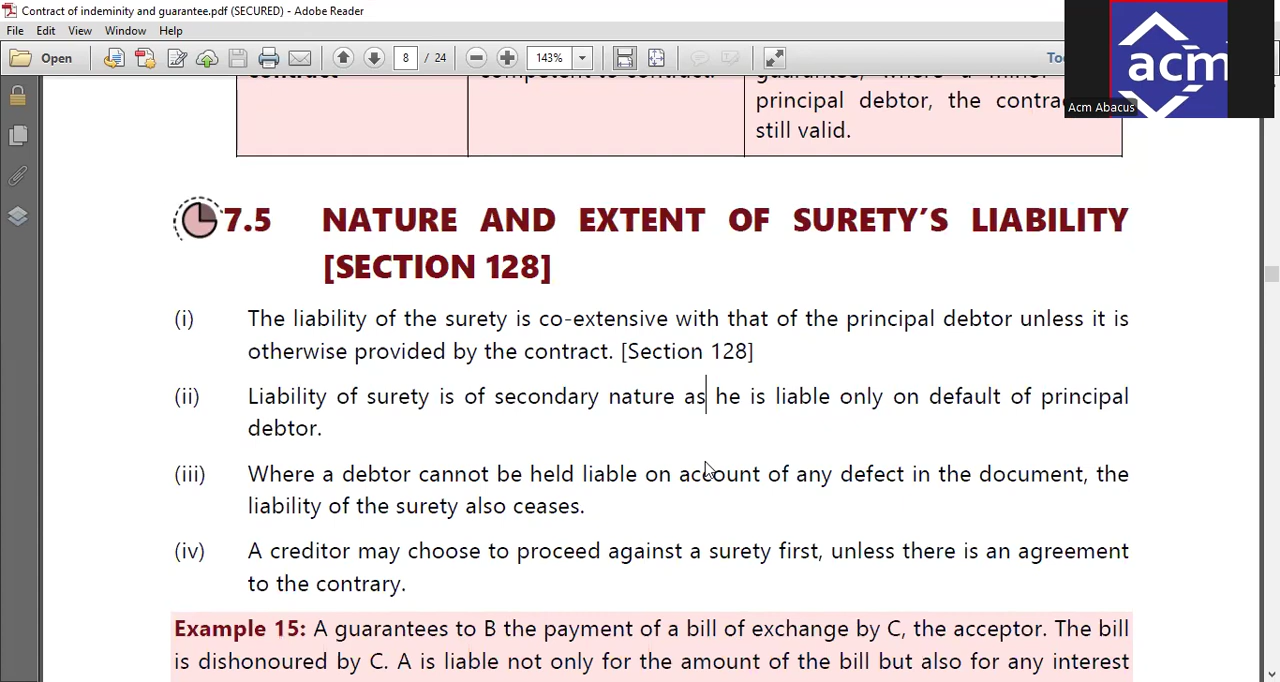 Contract of indeminity and guarantee.pdf (SECURED) - Adobe Reader
File Edit View Window Help
Open 8 / 24 143%
acm
Acm Abacus
guarantee, where a minor
principal debtor, the
still valid.
7.5 NATURE AND EXTENT OF SURETY'S LIABILITY
[SECTION 128]
(i) The liability of the surety is co-extensive with that of the principal debtor unless it is
otherwise provided by the contract. [Section 128]
(ii) Liability of surety is of secondary nature as he is liable only on default of principal
debtor.
(iii) Where a debtor cannot be held liable on account of any defect in the document, the
liability of the surety also ceases.
(iv) A creditor may choose to proceed against a surety first, unless there is an agreement
to the contrary.
Example 15: A guarantees to B the payment of a bill of exchange by C, the acceptor. The bill
is dishonoured by C. A is liable not only for the amount of the bill but also for any interest